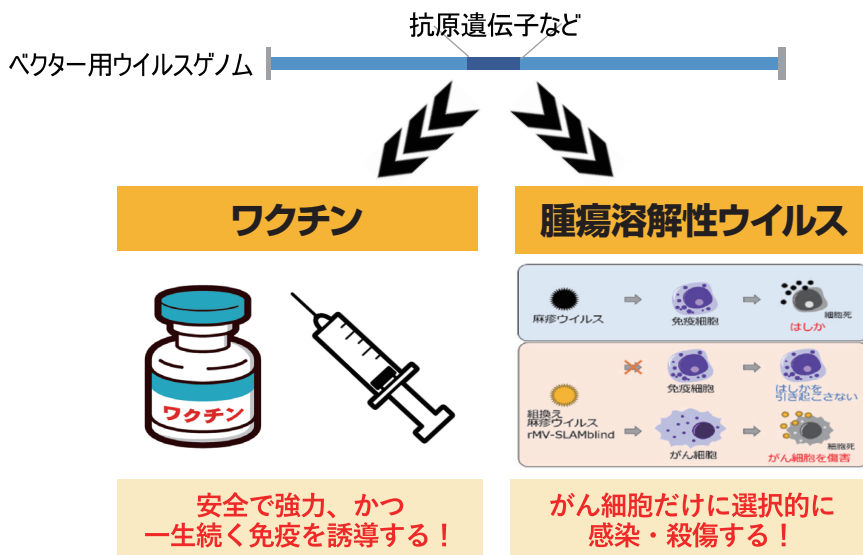 抗原遺伝子など
ベクター用ウイルスゲノム
ワクチン
ワクチン
安全で強力、かつ
一生続く免疫を誘導する！
腫瘍溶解性ウイルス
麻疹ウイルス
免疫細胞
細胞死
はしか
免疫細胞
はしかを
引き起こさない
組換え
麻疹ウイルス
rMV-SLAMblind
がん細胞
細胞死
がん細胞を傷害
がん細胞だけに選択的に
感染・殺傷する！